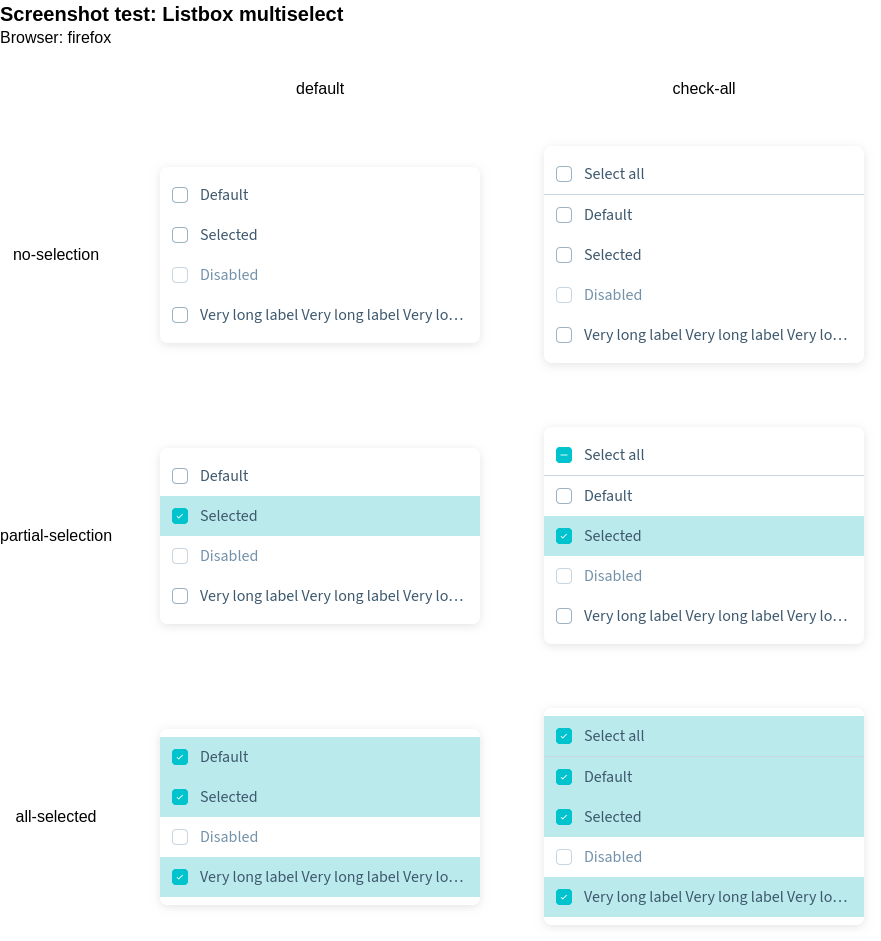 Screenshot test: Listbox multiselect
Browser: firefox
default
check-all
no-selection
Default
Selected
Disabled
Very long label Very long label Very lo…
Select all
Default
Selected
Disabled
Very long label Very long label Very lo…
partial-selection
Default
Selected
Disabled
Very long label Very long label Very lo…
Select all
Default
Selected
Disabled
Very long label Very long label Very lo…
all-selected
Default
Selected
Disabled
Very long label Very long label Very lo…
Select all
Default
Selected
Disabled
Very long label Very long label Very lo…